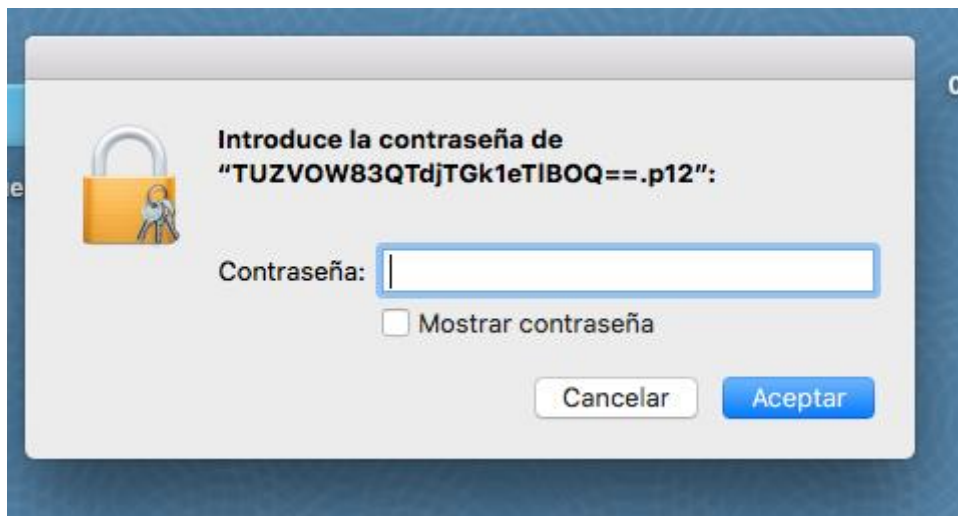 Introduce la contraseña de
“TUZVOW83QTdjTGk1eTlBOQ==.p12”:
Contraseña:
Mostrar contraseña
Cancelar
Aceptar